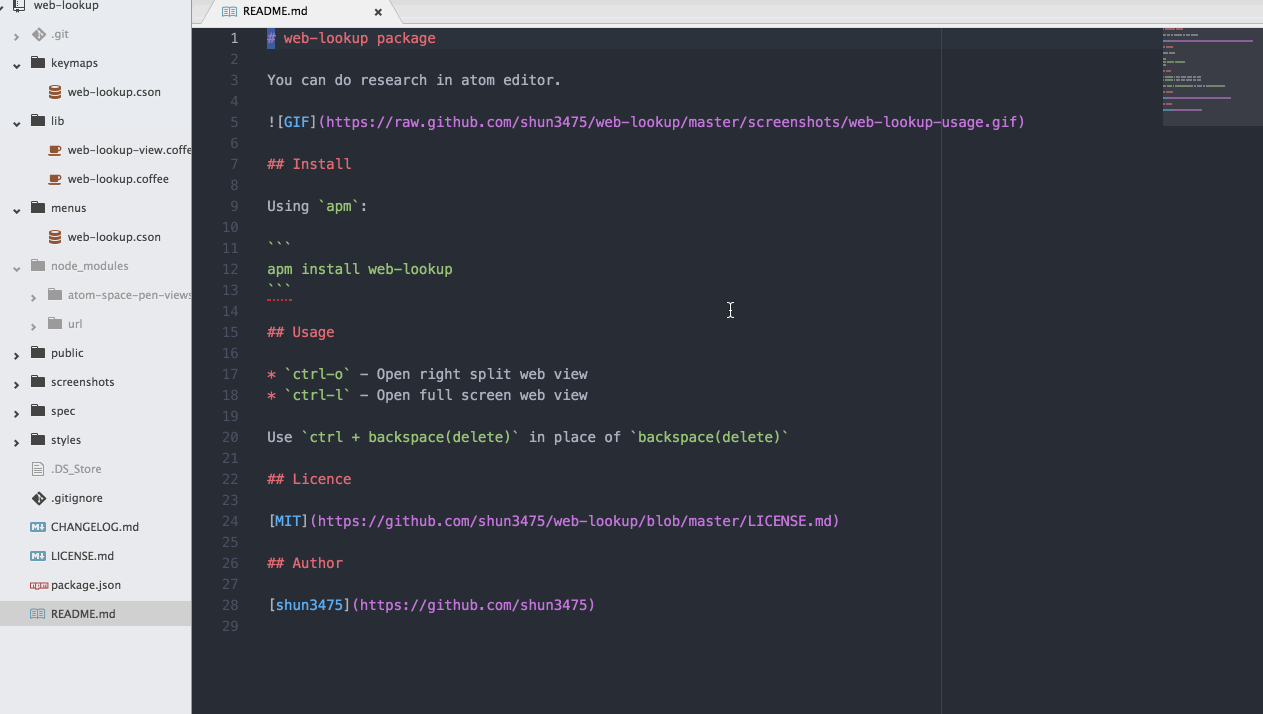 web-lookup
.git
keymaps
web-lookup.cson
lib
web-lookup-view.coffe
web-lookup.coffee
menus
web-lookup.cson
node_modules
atom-space-pen-views
url
public
screenshots
spec
styles
.DS_Store
.gitignore
CHANGELOG.md
LICENSE.md
package.json
README.md
README.md
1 # web-lookup package
2
3 You can do research in atom editor.
4
5 ![GIF](https://raw.github.com/shun3475/web-lookup/master/screenshots/web-lookup-usage.gif)
6
7 ## Install
8
9 Using `apm`:
10
11 ```
12 apm install web-lookup
13 ```
14
15 ## Usage
16
17 * `ctrl-o` - Open right split web view
18 * `ctrl-l` - Open full screen web view
19
20 Use `ctrl + backspace(delete)` in place of `backspace(delete)`
21
22 ## Licence
23
24 [MIT](https://github.com/shun3475/web-lookup/blob/master/LICENSE.md)
25
26 ## Author
27
28 [shun3475](https://github.com/shun3475)
29